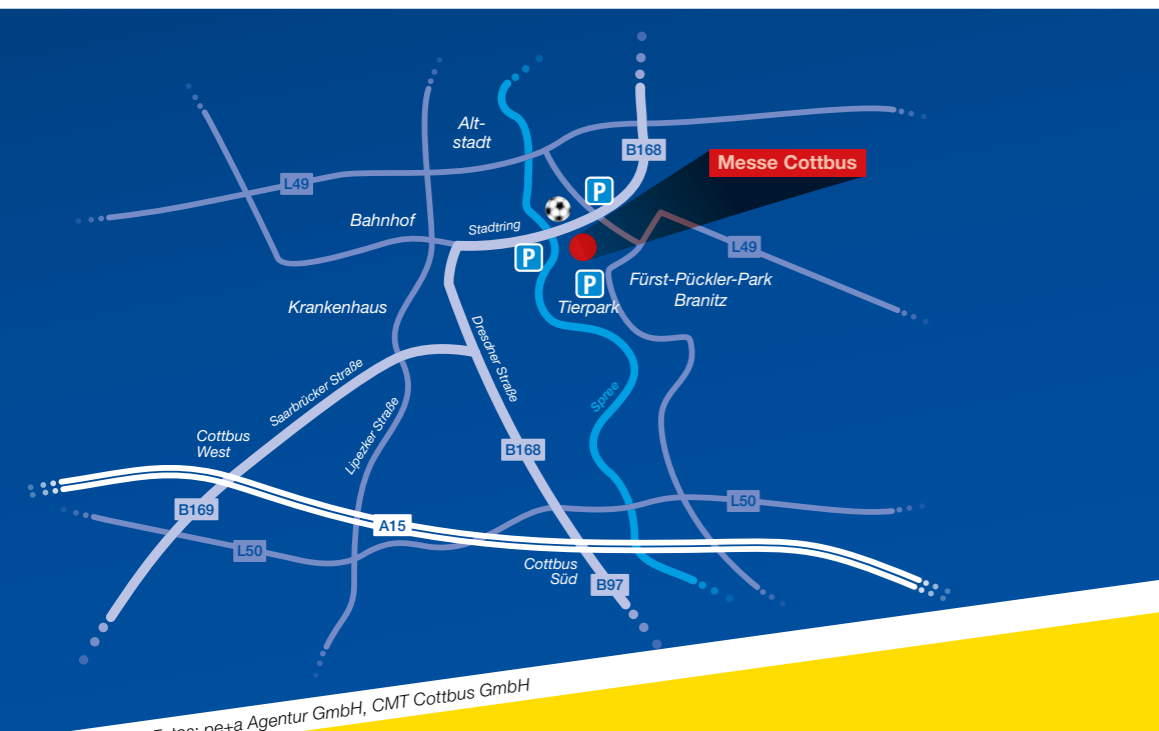 Alt-
stadt
B168
Messe Cottbus
L49
P
Bahnhof
Stadtring
P
L49
P
Fürst-Pückler-Park
Branitz
Krankenhaus
Tierpark
Dresdner Straße
Saarbrücker Straße
Spree
Lipezker Straße
Cottbus
West
B168
B169
L50
A15
L50
Cottbus
Süd
B97
pe+a Agentur GmbH, CMT Cottbus GmbH